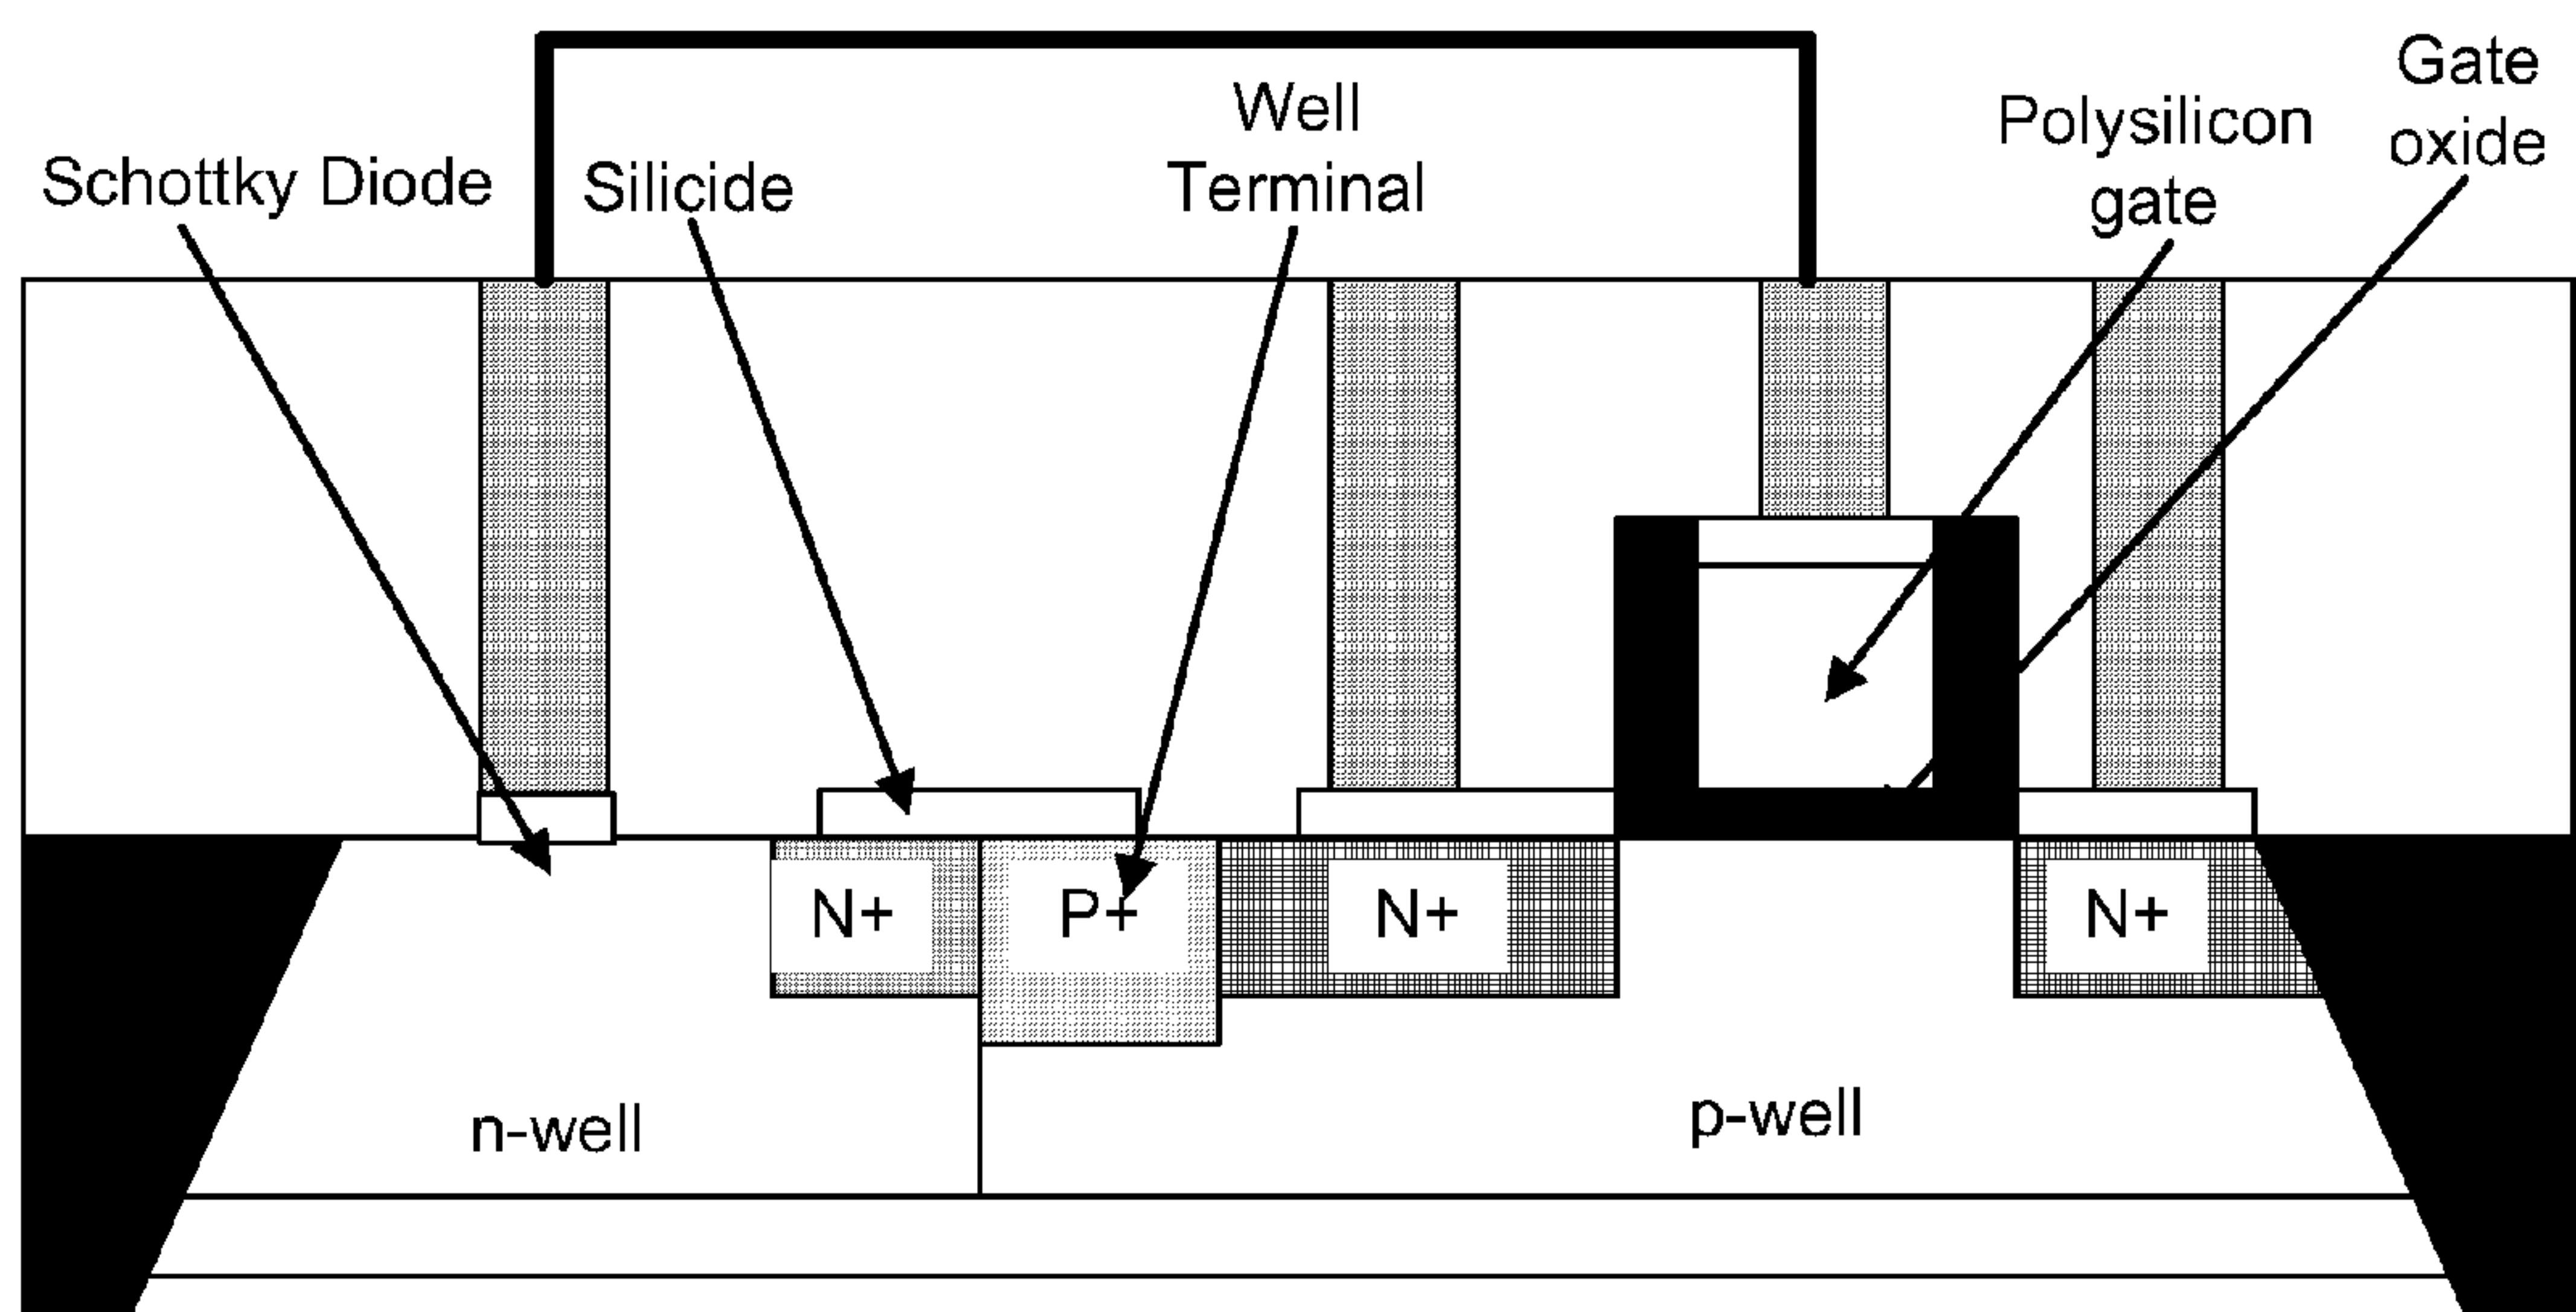 Schottky Diode
Silicide
Well
Terminal
Polysilicon
gate
Gate
oxide
N+
P+
N+
N+
n-well
p-well